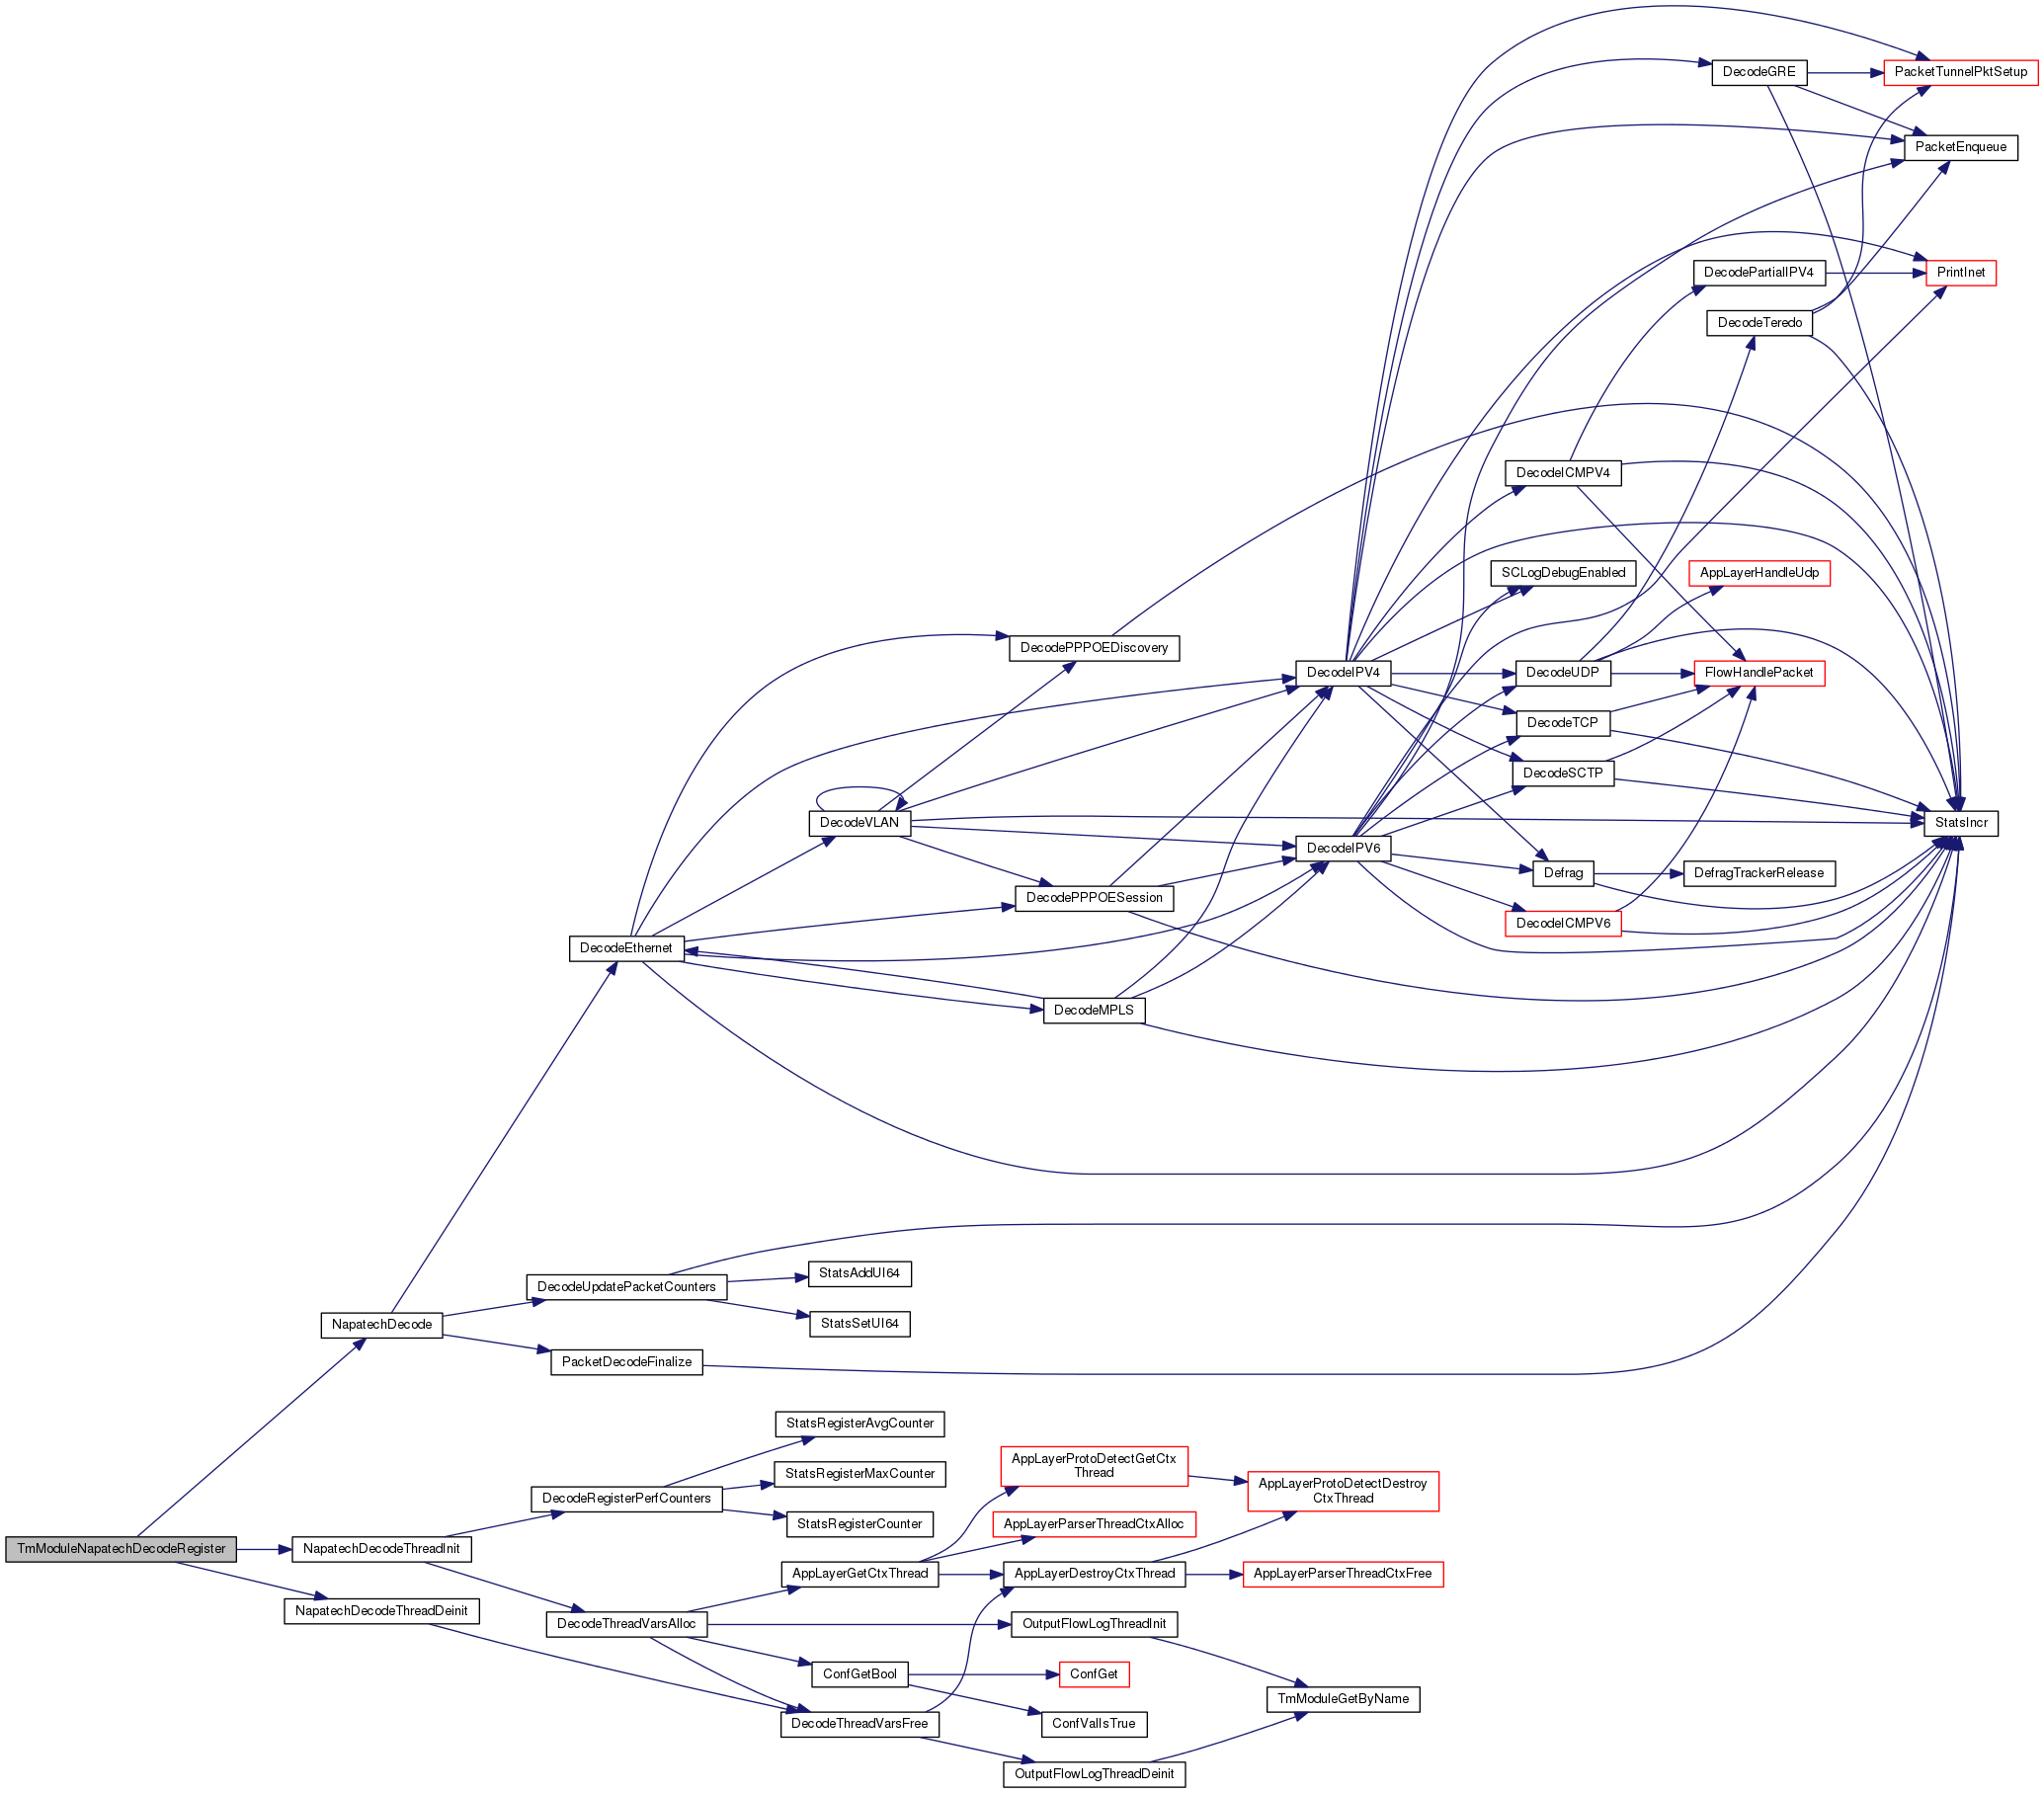 DecodeGRE
PacketTunnelPktSetup
PacketEnqueue
DecodePartialIPV4
PrintInet
DecodeTeredo
DecodeICMPV4
SCLogDebugEnabled
AppLayerHandleUdp
DecodePPPOEDiscovery
DecodeIPV4
DecodeUDP
FlowHandlePacket
DecodeTCP
DecodeSCTP
DecodeVLAN
StatsIncr
DecodeIPV6
Defrag
DefragTrackerRelease
DecodePPPOESession
DecodeICMPV6
DecodeEthernet
DecodeMPLS
StatsAddUI64
DecodeUpdatePacketCounters
StatsSetUI64
NapatechDecode
PacketDecodeFinalize
StatsRegisterAvgCounter
AppLayerProtoDetectGetCtx
Thread
StatsRegisterMaxCounter
AppLayerProtoDetectDestroy
CtxThread
DecodeRegisterPerfCounters
StatsRegisterCounter
AppLayerParserThreadCtxAlloc
TmModuleNapatechDecodeRegister
NapatechDecodeThreadInit
AppLayerGetCtxThread
AppLayerDestroyCtxThread
AppLayerParserThreadCtxFree
NapatechDecodeThreadDeinit
DecodeThreadVarsAlloc
OutputFlowLogThreadInit
ConfGetBool
ConfGet
TmModuleGetByName
DecodeThreadVarsFree
ConfValIsTrue
OutputFlowLogThreadDeinit